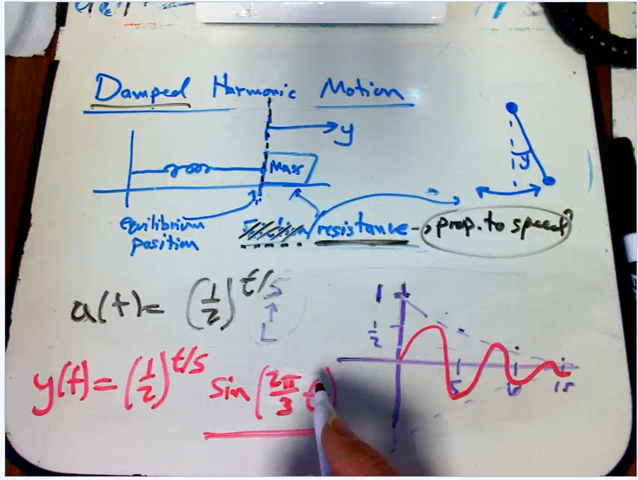 Damped Harmonic Motion
y
Mass
y
equilibrium position
resistance → prop. to speed
a(t) = (1/2)^{t/5}
↑
L
y(t) = (1/2)^{t/5} sin(2π/3 t)
1
1/2
5
10
15